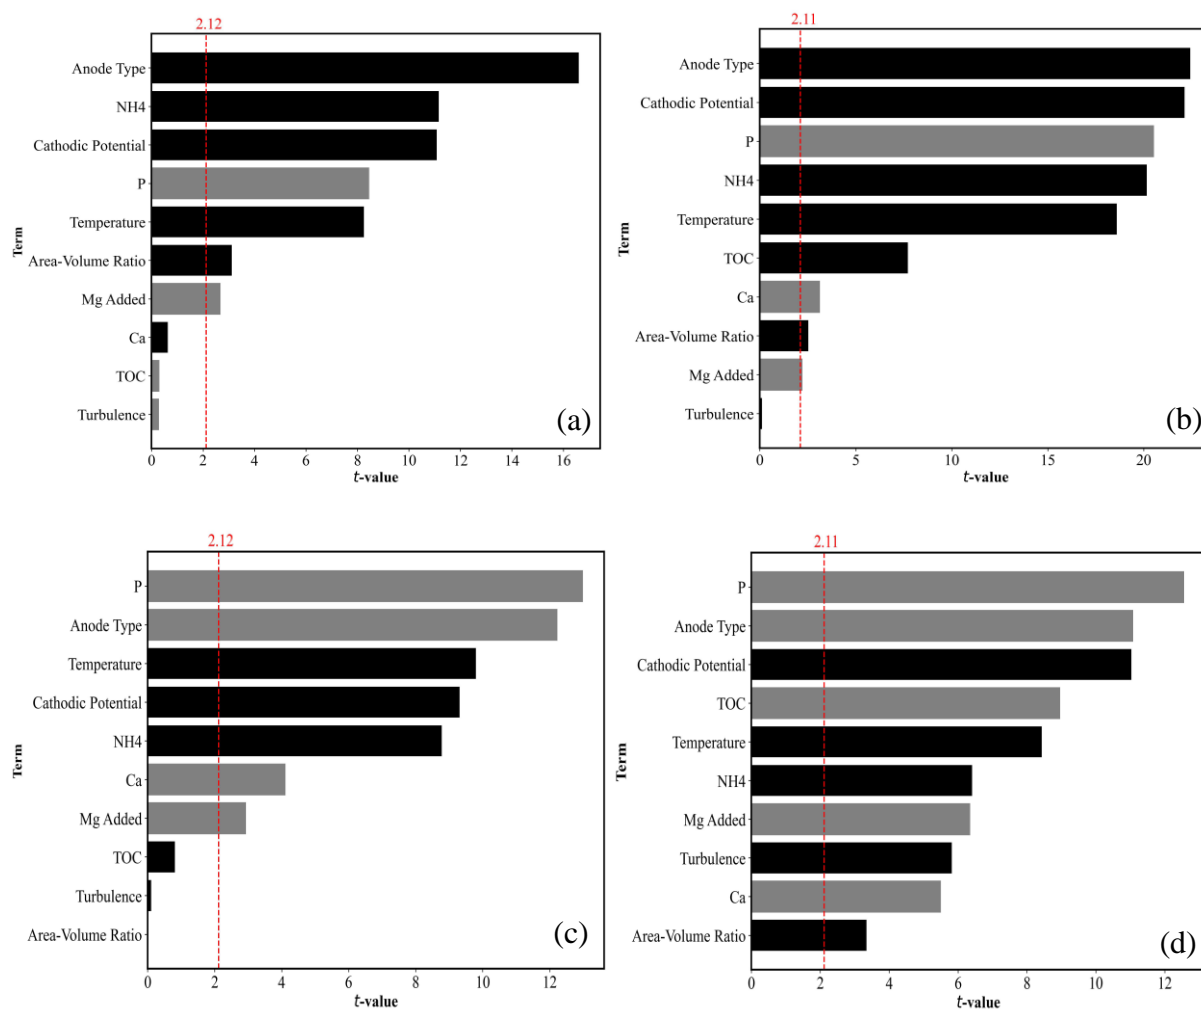 2.12
Anode Type
NH4
Cathodic Potential
P
Temperature
Area-Volume Ratio
Mg Added
Ca
TOC
Turbulence
Term
0 2 4 6 8 10 12 14 16
t-value
(a)
2.11
Anode Type
Cathodic Potential
P
NH4
Temperature
TOC
Ca
Area-Volume Ratio
Mg Added
Turbulence
Term
0 5 10 15 20
t-value
(b)
2.12
P
Anode Type
Temperature
Cathodic Potential
NH4
Ca
Mg Added
TOC
Turbulence
Area-Volume Ratio
Term
0 2 4 6 8 10 12
t-value
(c)
2.11
P
Anode Type
Cathodic Potential
TOC
Temperature
NH4
Mg Added
Turbulence
Ca
Area-Volume Ratio
Term
0 2 4 6 8 10 12
t-value
(d)